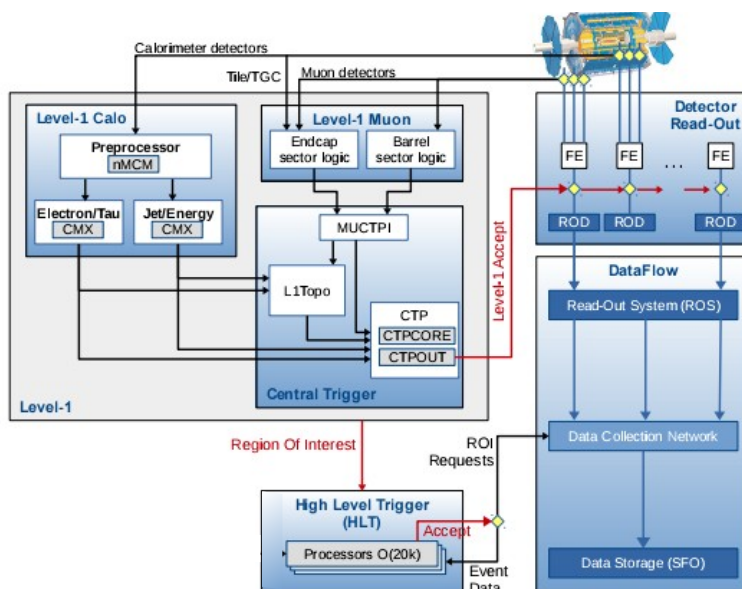 Calorimeter detectors
Tile/TGC
Muon detectors
Level-1 Calo
Preprocessor
nMCM
Electron/Tau
CMX
Jet/Energy
CMX
Level-1 Muon
Endcap
sector logic
Barrel
sector logic
MUCTPI
L1Topo
CTP
CTPCORE
CTPOUT
Central Trigger
Level-1
Level-1 Accept
Detector
Read-Out
FE
FE
FE
...
ROD
ROD
ROD
DataFlow
Read-Out System (ROS)
Data Collection Network
Data Storage (SFO)
Region Of Interest
ROI
Requests
High Level Trigger
(HLT)
Accept
Processors O(20k)
Event
Data